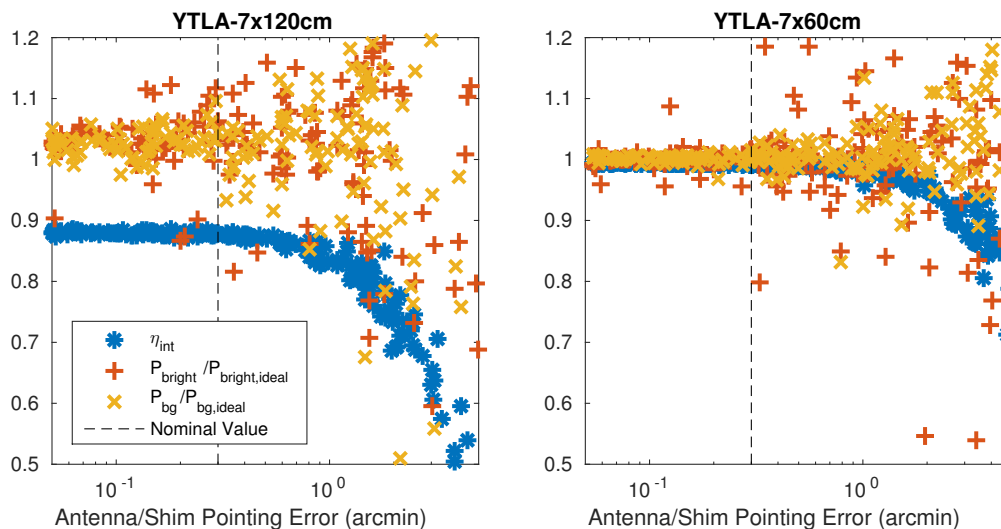 YTLA-7x120cm
1.2
1.1
1
0.9
0.8
0.7
0.6
0.5
η_int
P_bright /P_bright,ideal
P_bg/P_bg,ideal
Nominal Value
10^-1
10^0
Antenna/Shim Pointing Error (arcmin)
YTLA-7x60cm
1.2
1.1
1
0.9
0.8
0.7
0.6
0.5
10^-1
10^0
Antenna/Shim Pointing Error (arcmin)